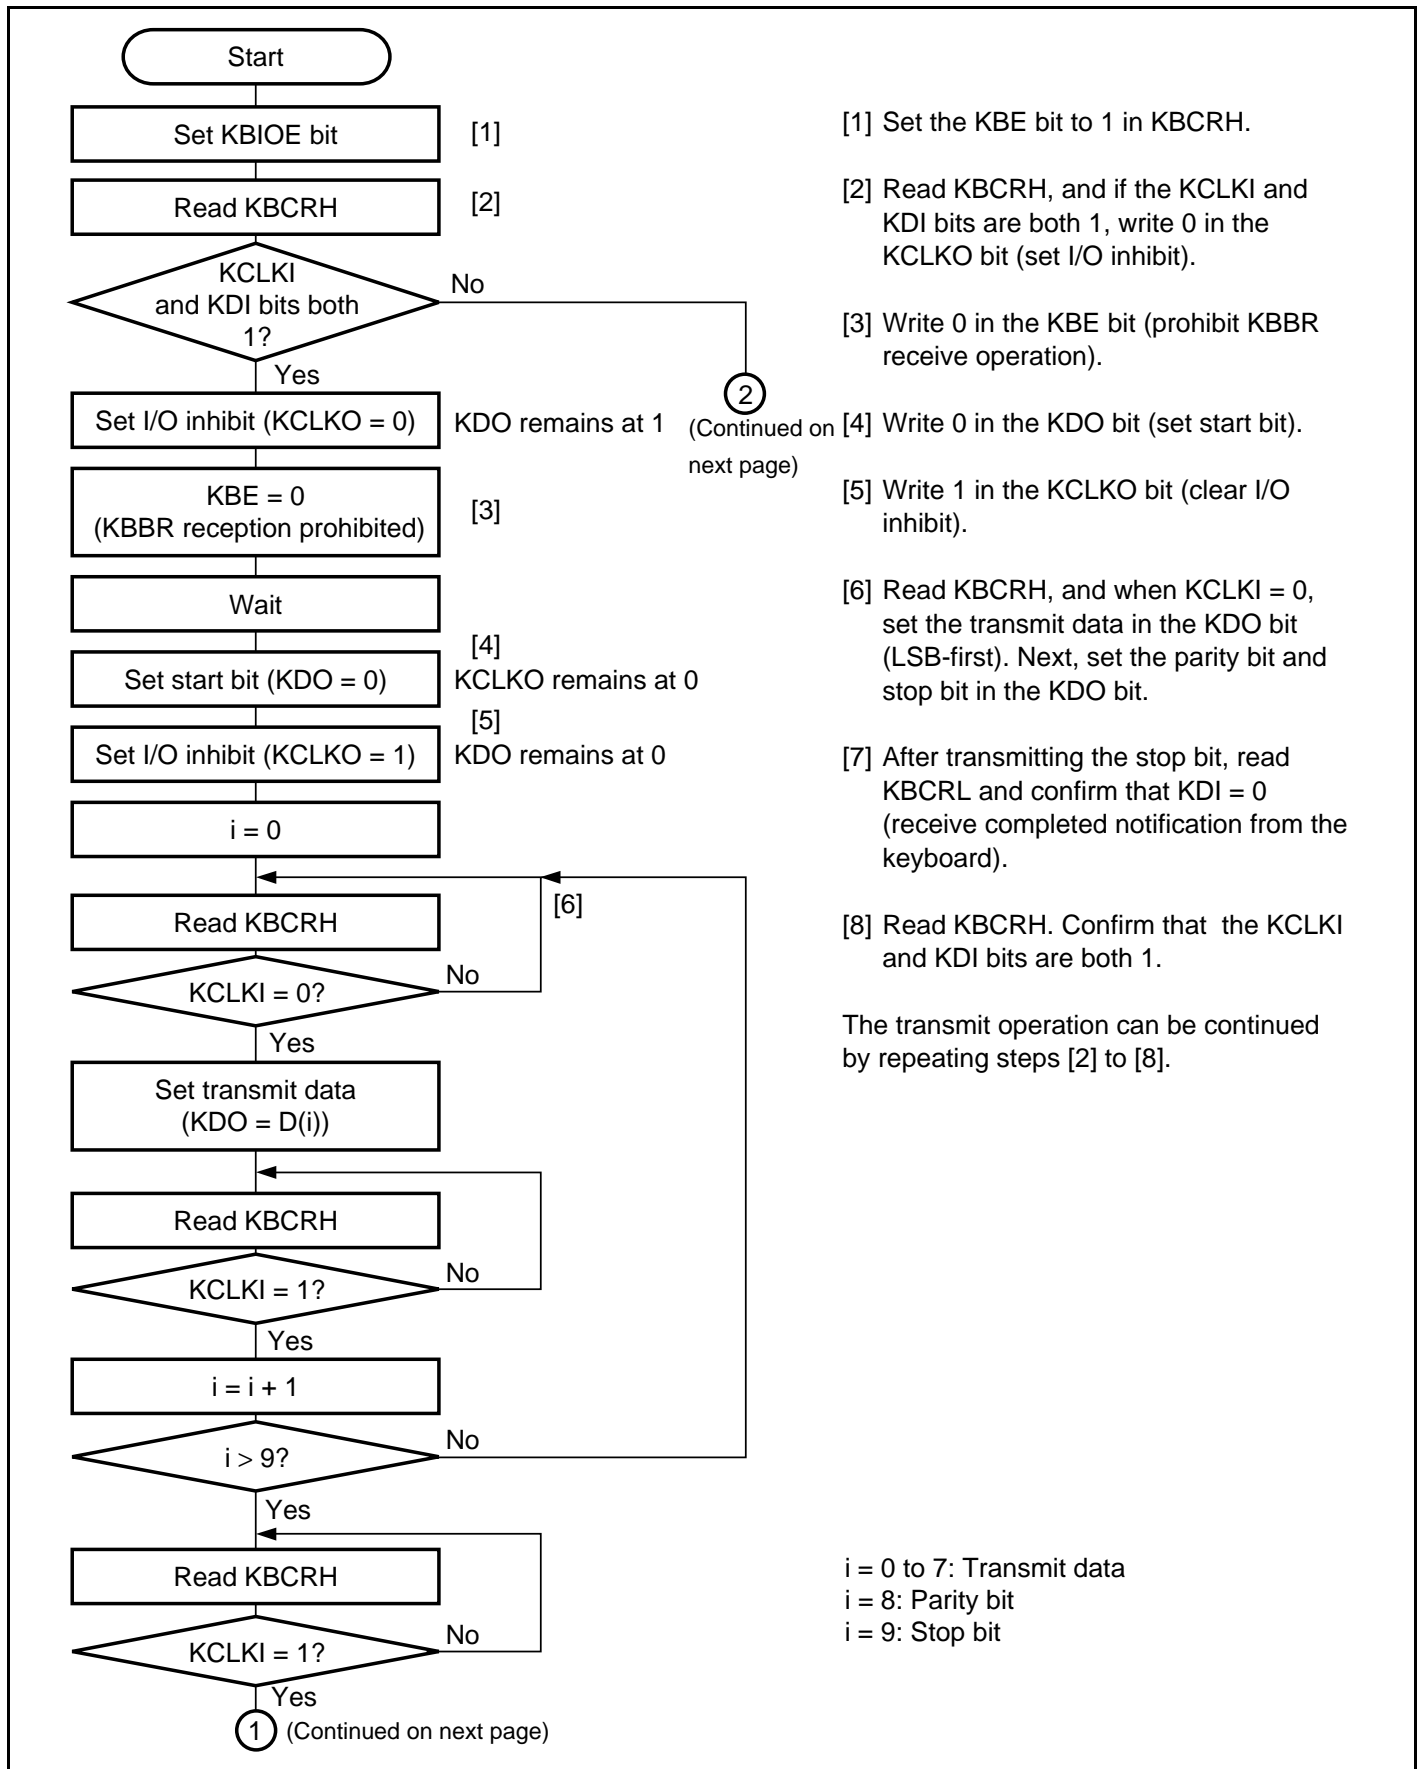 Start
Set KBIOE bit
[1]
Read KBCRH
[2]
KCLKI
and KDI bits both
1?
No
Yes
2
(Continued on
next page)
Set I/O inhibit (KCLKO = 0)
KDO remains at 1
KBE = 0
(KBBR reception prohibited)
[3]
Wait
[4]
Set start bit (KDO = 0)
KCLKO remains at 0
[5]
Set I/O inhibit (KCLKO = 1)
KDO remains at 0
i = 0
[6]
Read KBCRH
KCLKI = 0?
No
Yes
Set transmit data
(KDO = D(i))
Read KBCRH
KCLKI = 1?
No
Yes
i = i + 1
i > 9?
No
Yes
Read KBCRH
KCLKI = 1?
No
Yes
1
(Continued on next page)
[1] Set the KBE bit to 1 in KBCRH.
[2] Read KBCRH, and if the KCLKI and
KDI bits are both 1, write 0 in the
KCLKO bit (set I/O inhibit).
[3] Write 0 in the KBE bit (prohibit KBBR
receive operation).
[4] Write 0 in the KDO bit (set start bit).
[5] Write 1 in the KCLKO bit (clear I/O
inhibit).
[6] Read KBCRH, and when KCLKI = 0,
set the transmit data in the KDO bit
(LSB-first). Next, set the parity bit and
stop bit in the KDO bit.
[7] After transmitting the stop bit, read
KBCRL and confirm that KDI = 0
(receive completed notification from the
keyboard).
[8] Read KBCRH. Confirm that the KCLKI
and KDI bits are both 1.
The transmit operation can be continued
by repeating steps [2] to [8].
i = 0 to 7: Transmit data
i = 8: Parity bit
i = 9: Stop bit